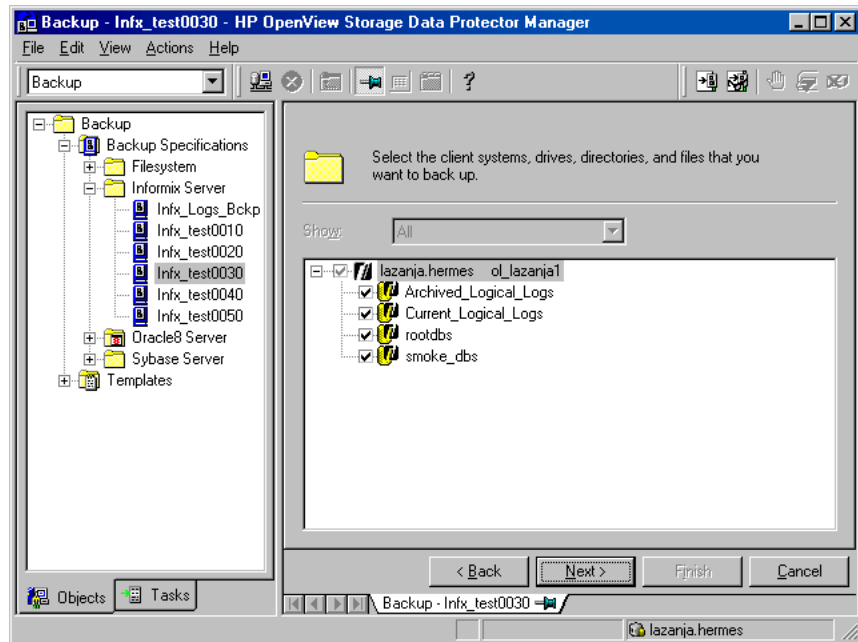 Backup - Infx_test0030 - HP OpenView Storage Data Protector Manager
File Edit View Actions Help
Backup
?
Backup
Backup Specifications
Filesystem
Informix Server
Infx_Logs_Bckp
Infx_test0010
Infx_test0020
Infx_test0030
Infx_test0040
Infx_test0050
Oracle8 Server
Sybase Server
Templates
Objects
Tasks
Select the client systems, drives, directories, and files that you
want to back up.
Show: All
lazanja.hermes ol_lazanja1
Archived_Logical_Logs
Current_Logical_Logs
rootdbs
smoke_dbs
< Back Next > Finish Cancel
Backup - Infx_test0030
lazanja.hermes